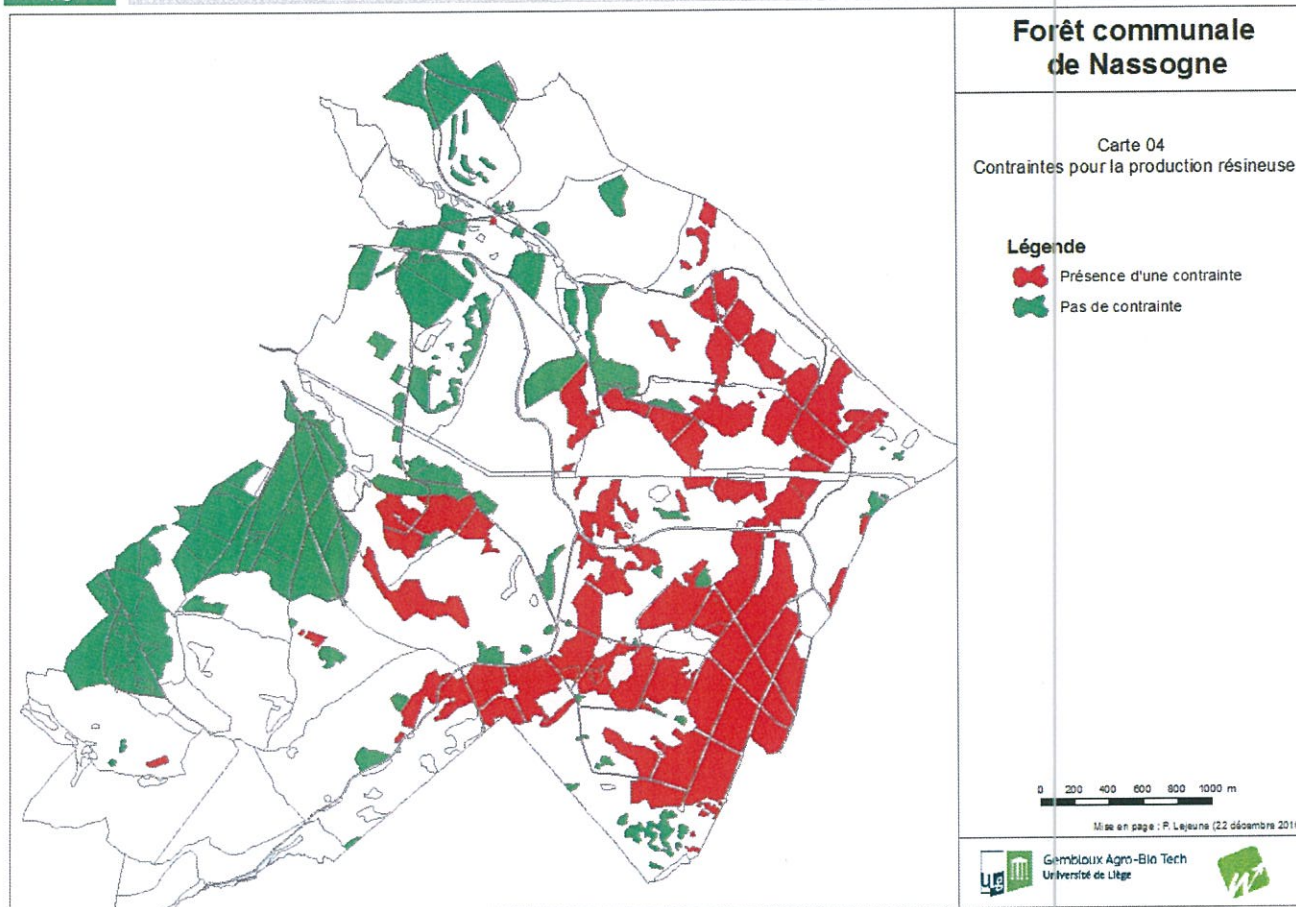 Forêt communale
de Nassogne
Carte 04
Contraintes pour la production résineuse
Légende
Présence d'une contrainte
Pas de contrainte
0 200 400 600 800 1000 m
Mise en page : P. Lejeune (22 décembre
Gembloux Agro-Bio Tech
Université de Liège